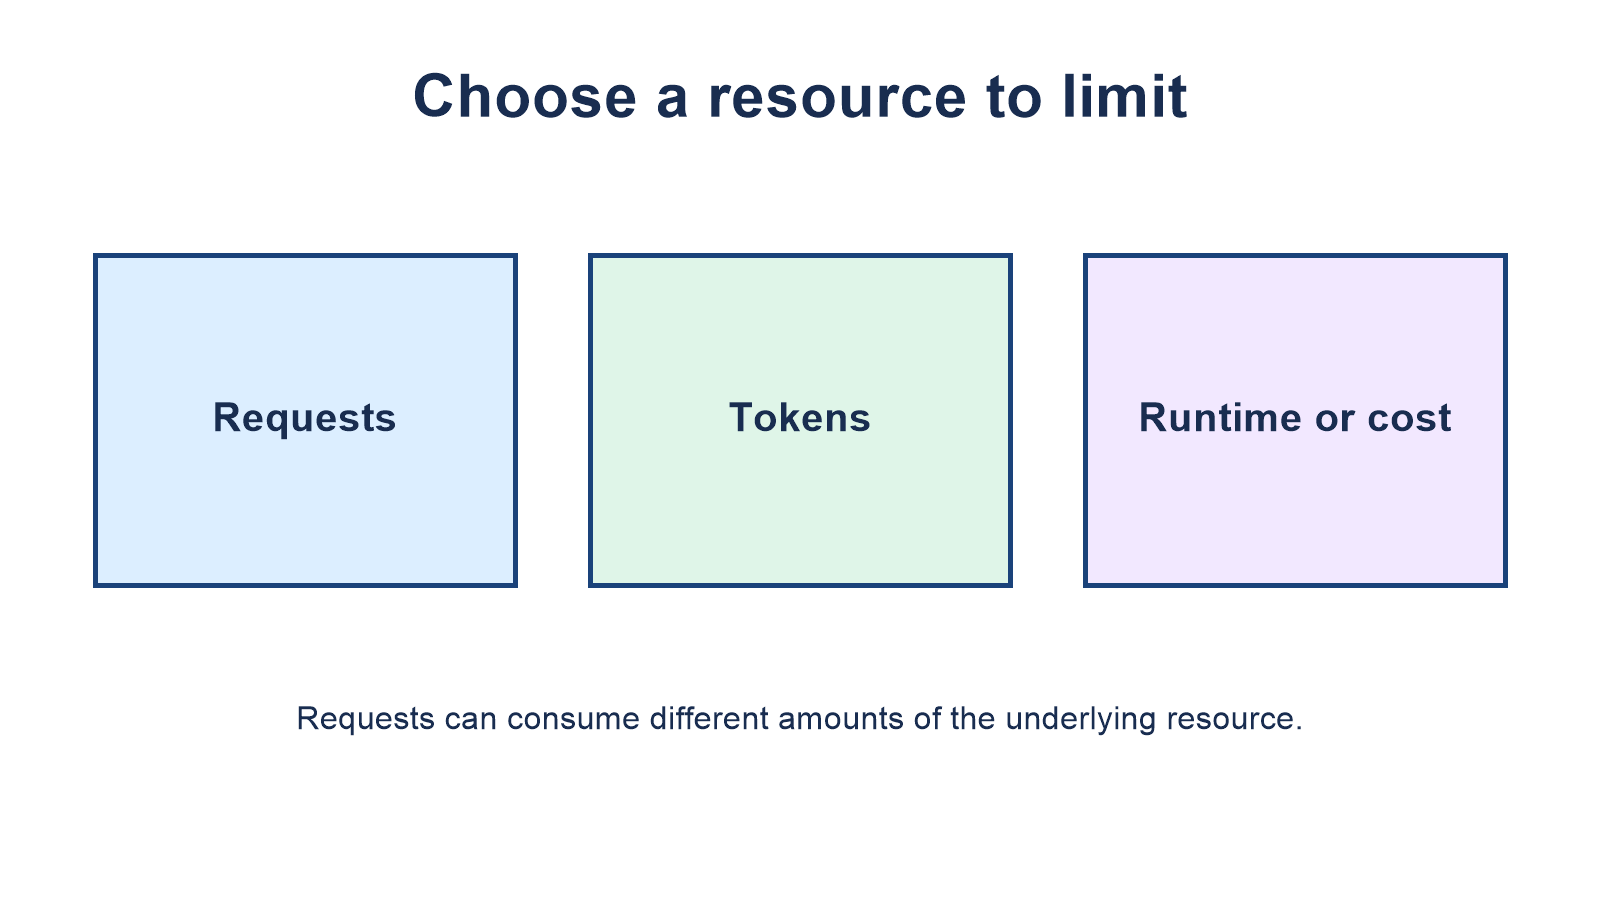 Choose a resource to limit
Requests
Tokens
Runtime or cost
Requests can consume different amounts of the underlying resource.